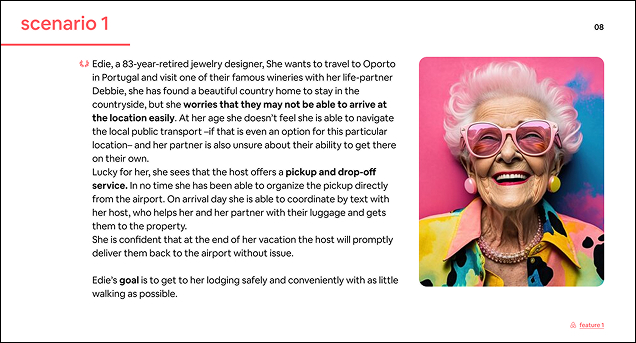 scenario 1
08
Edie, a 83-year-retired jewelry designer, She wants to travel to Oporto
in Portugal and visit one of their famous wineries with her life-partner
Debbie, she has found a beautiful country home to stay in the
countryside, but she worries that they may not be able to arrive at
the location easily. At her age she doesn't feel she is able to navigate
the local public transport –if that is even an option for this particular
location– and her partner is also unsure about their ability to get there
on their own.
Lucky for her, she sees that the host offers a pickup and drop-off
service. In no time she has been able to organize the pickup directly
from the airport. On arrival day she is able to coordinate by text with
her host, who helps her and her partner with their luggage and gets
them to the property.
She is confident that at the end of her vacation the host will promptly
deliver them back to the airport without issue.
Edie's goal is to get to her lodging safely and conveniently with as little
walking as possible.
feature 1